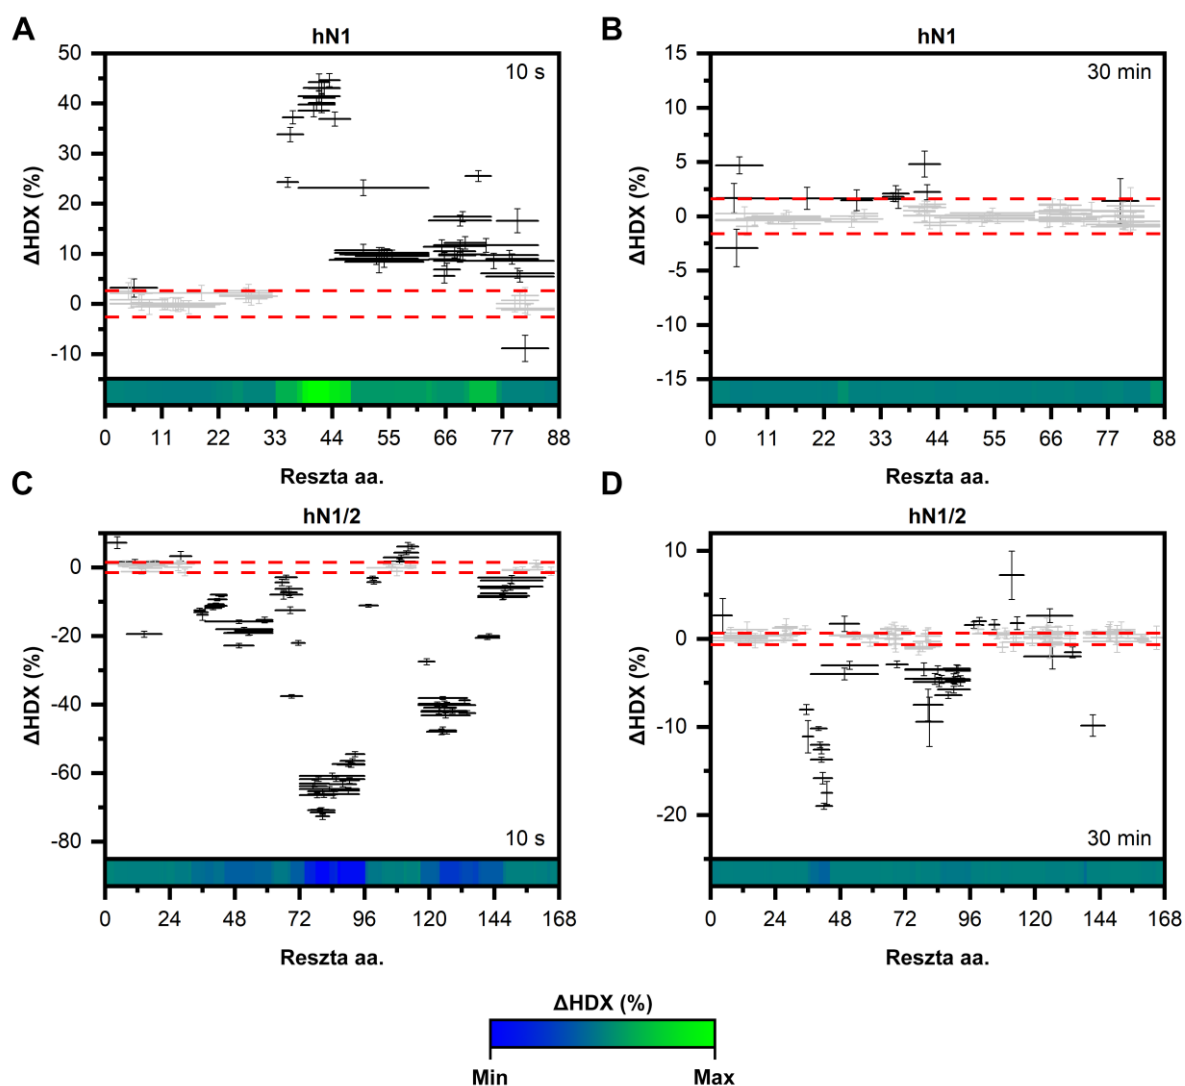 A
hN1
10 s
ΔHDX (%)
50
40
30
20
10
0
-10
0 11 22 33 44 55 66 77 88
Reszta aa.
B
hN1
30 min
ΔHDX (%)
15
10
5
0
-5
-10
-15
0 11 22 33 44 55 66 77 88
Reszta aa.
C
hN1/2
ΔHDX (%)
0
-20
-40
-60
-80
10 s
0 24 48 72 96 120 144 168
Reszta aa.
D
hN1/2
ΔHDX (%)
10
0
-10
-20
30 min
0 24 48 72 96 120 144 168
Reszta aa.
ΔHDX (%)
Min Max